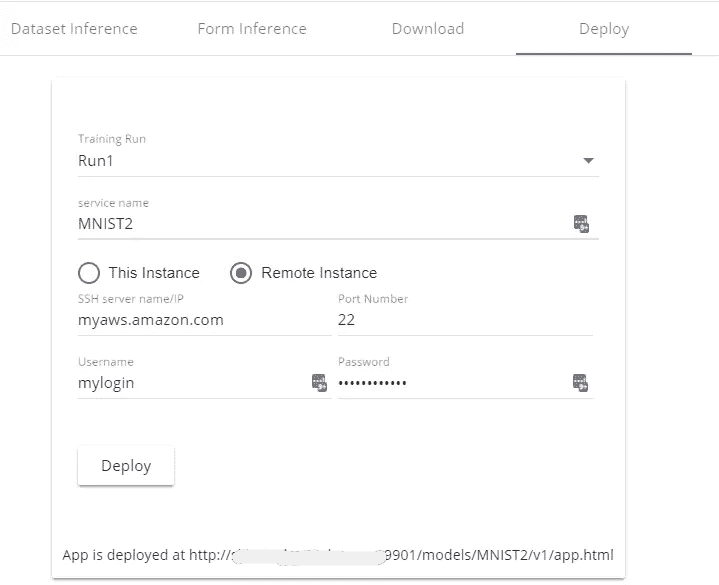 Dataset Inference Form Inference Download Deploy
Training Run
Run1
service name
MNIST2
This Instance Remote Instance
SSH server name/IP Port Number
myaws.amazon.com 22
Username Password
mylogin ••••••••••••
Deploy
App is deployed at http:// 9901/models/MNIST2/v1/app.html